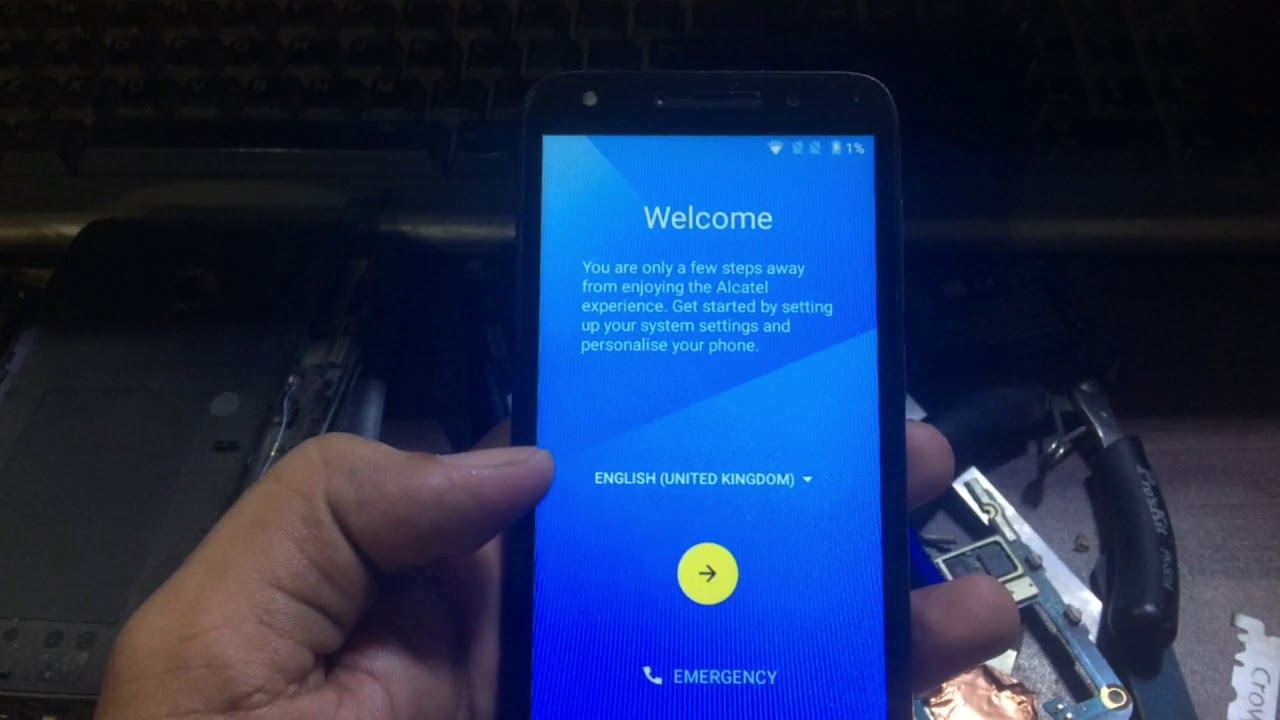 1%
Welcome
You are only a few steps away
from enjoying the Alcatel
experience. Get started by setting
up your system settings and
personalise your phone.
ENGLISH (UNITED KINGDOM)
EMERGENCY
Crow